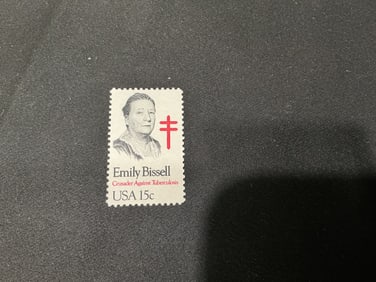 Emily Bissell
Crusader Against Tuberculosis
USA 15c